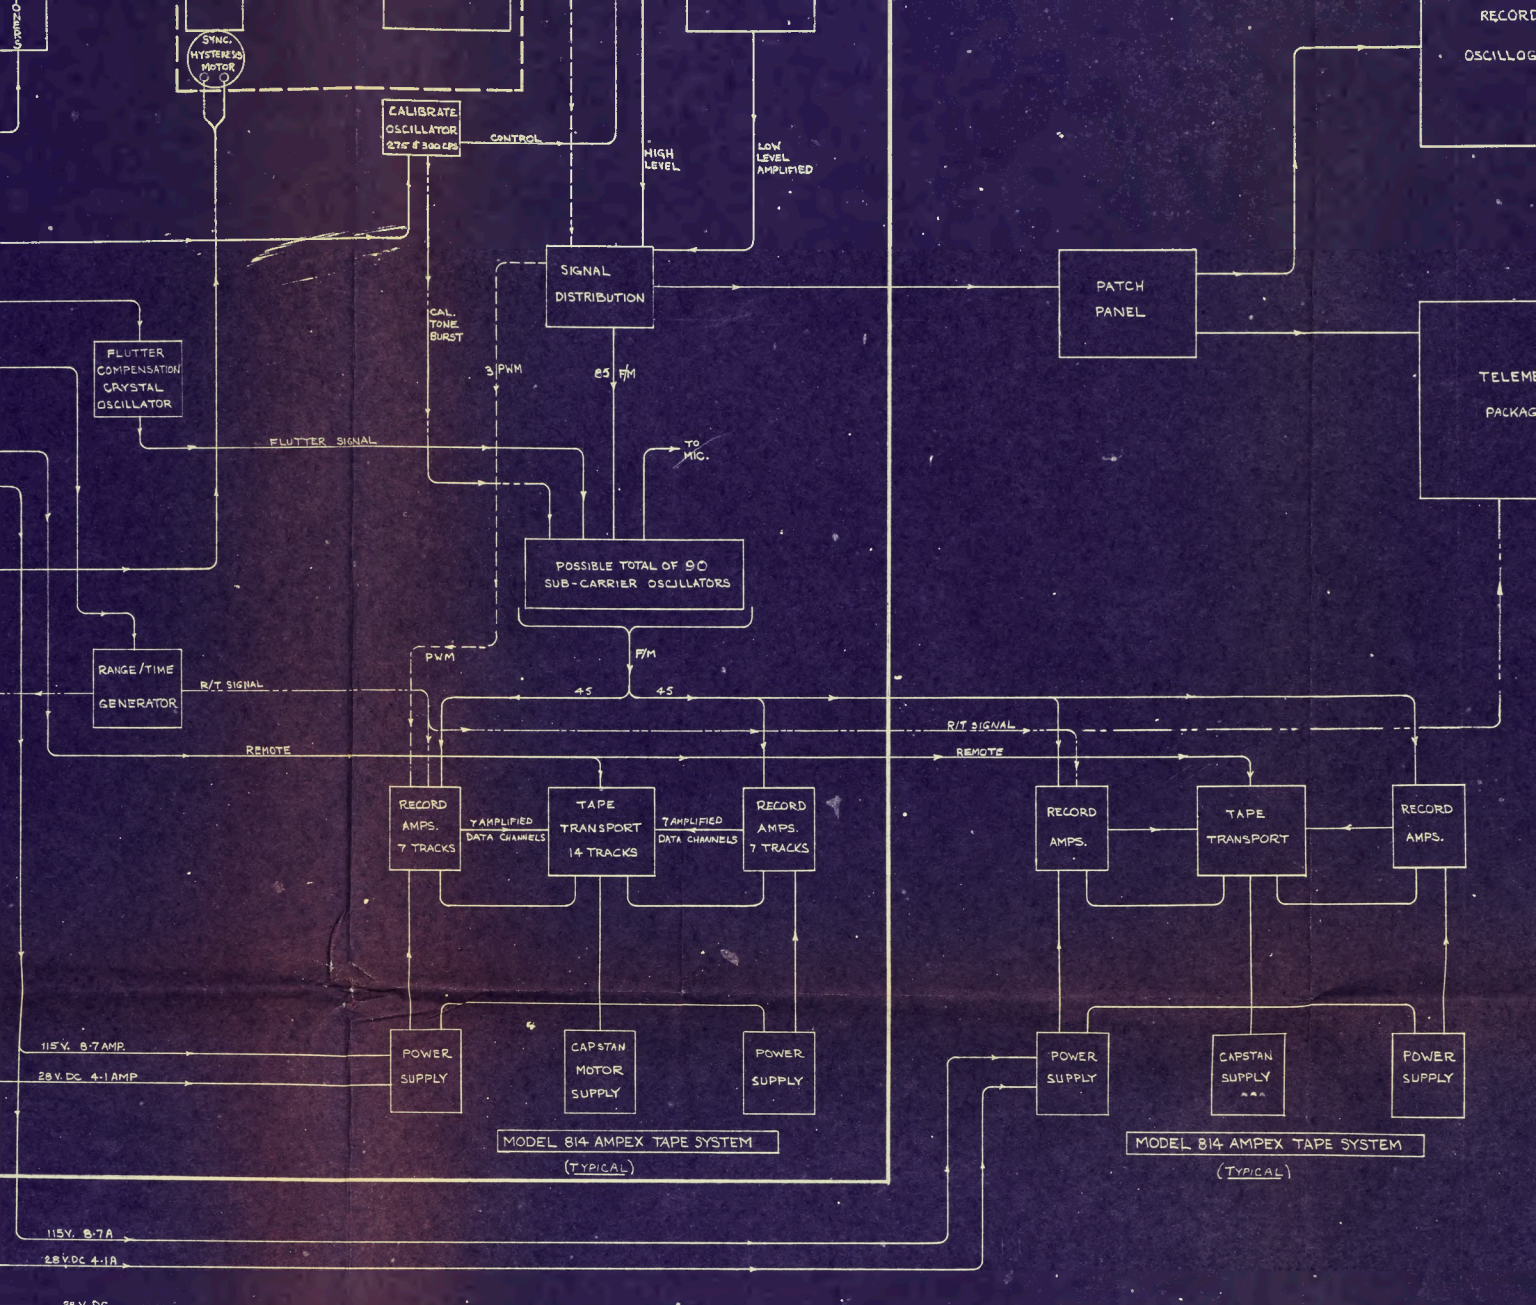 ONERS
SYNC.
HYSTERESIS
MOTOR
CALIBRATE
OSCILLATOR
275 & 300 CPS
CONTROL
HIGH
LEVEL
LOW
LEVEL
AMPLIFIED
RECORD
OSCILLOG
SIGNAL
DISTRIBUTION
PATCH
PANEL
CAL.
TONE
BURST
FLUTTER
COMPENSATION
CRYSTAL
OSCILLATOR
3 PWM
85 F/M
TELEME
PACKAG
FLUTTER SIGNAL
TO
MIC.
POSSIBLE TOTAL OF 90
SUB-CARRIER OSCILLATORS
PWM
F/M
RANGE/TIME
GENERATOR
R/T SIGNAL
45
45
R/T SIGNAL
REMOTE
REMOTE
RECORD
AMPS.
7 TRACKS
7 AMPLIFIED
DATA CHANNELS
TAPE
TRANSPORT
14 TRACKS
7 AMPLIFIED
DATA CHANNELS
RECORD
AMPS.
7 TRACKS
RECORD
AMPS.
TAPE
TRANSPORT
RECORD
AMPS.
115V. 8·7 AMP.
28V.DC 4·1 AMP
POWER
SUPPLY
CAPSTAN
MOTOR
SUPPLY
POWER
SUPPLY
POWER
SUPPLY
CAPSTAN
SUPPLY
POWER
SUPPLY
MODEL 814 AMPEX TAPE SYSTEM
(TYPICAL)
MODEL 814 AMPEX TAPE SYSTEM
(TYPICAL)
115V. 8·7A
28V.DC 4·1A
28 V. DC